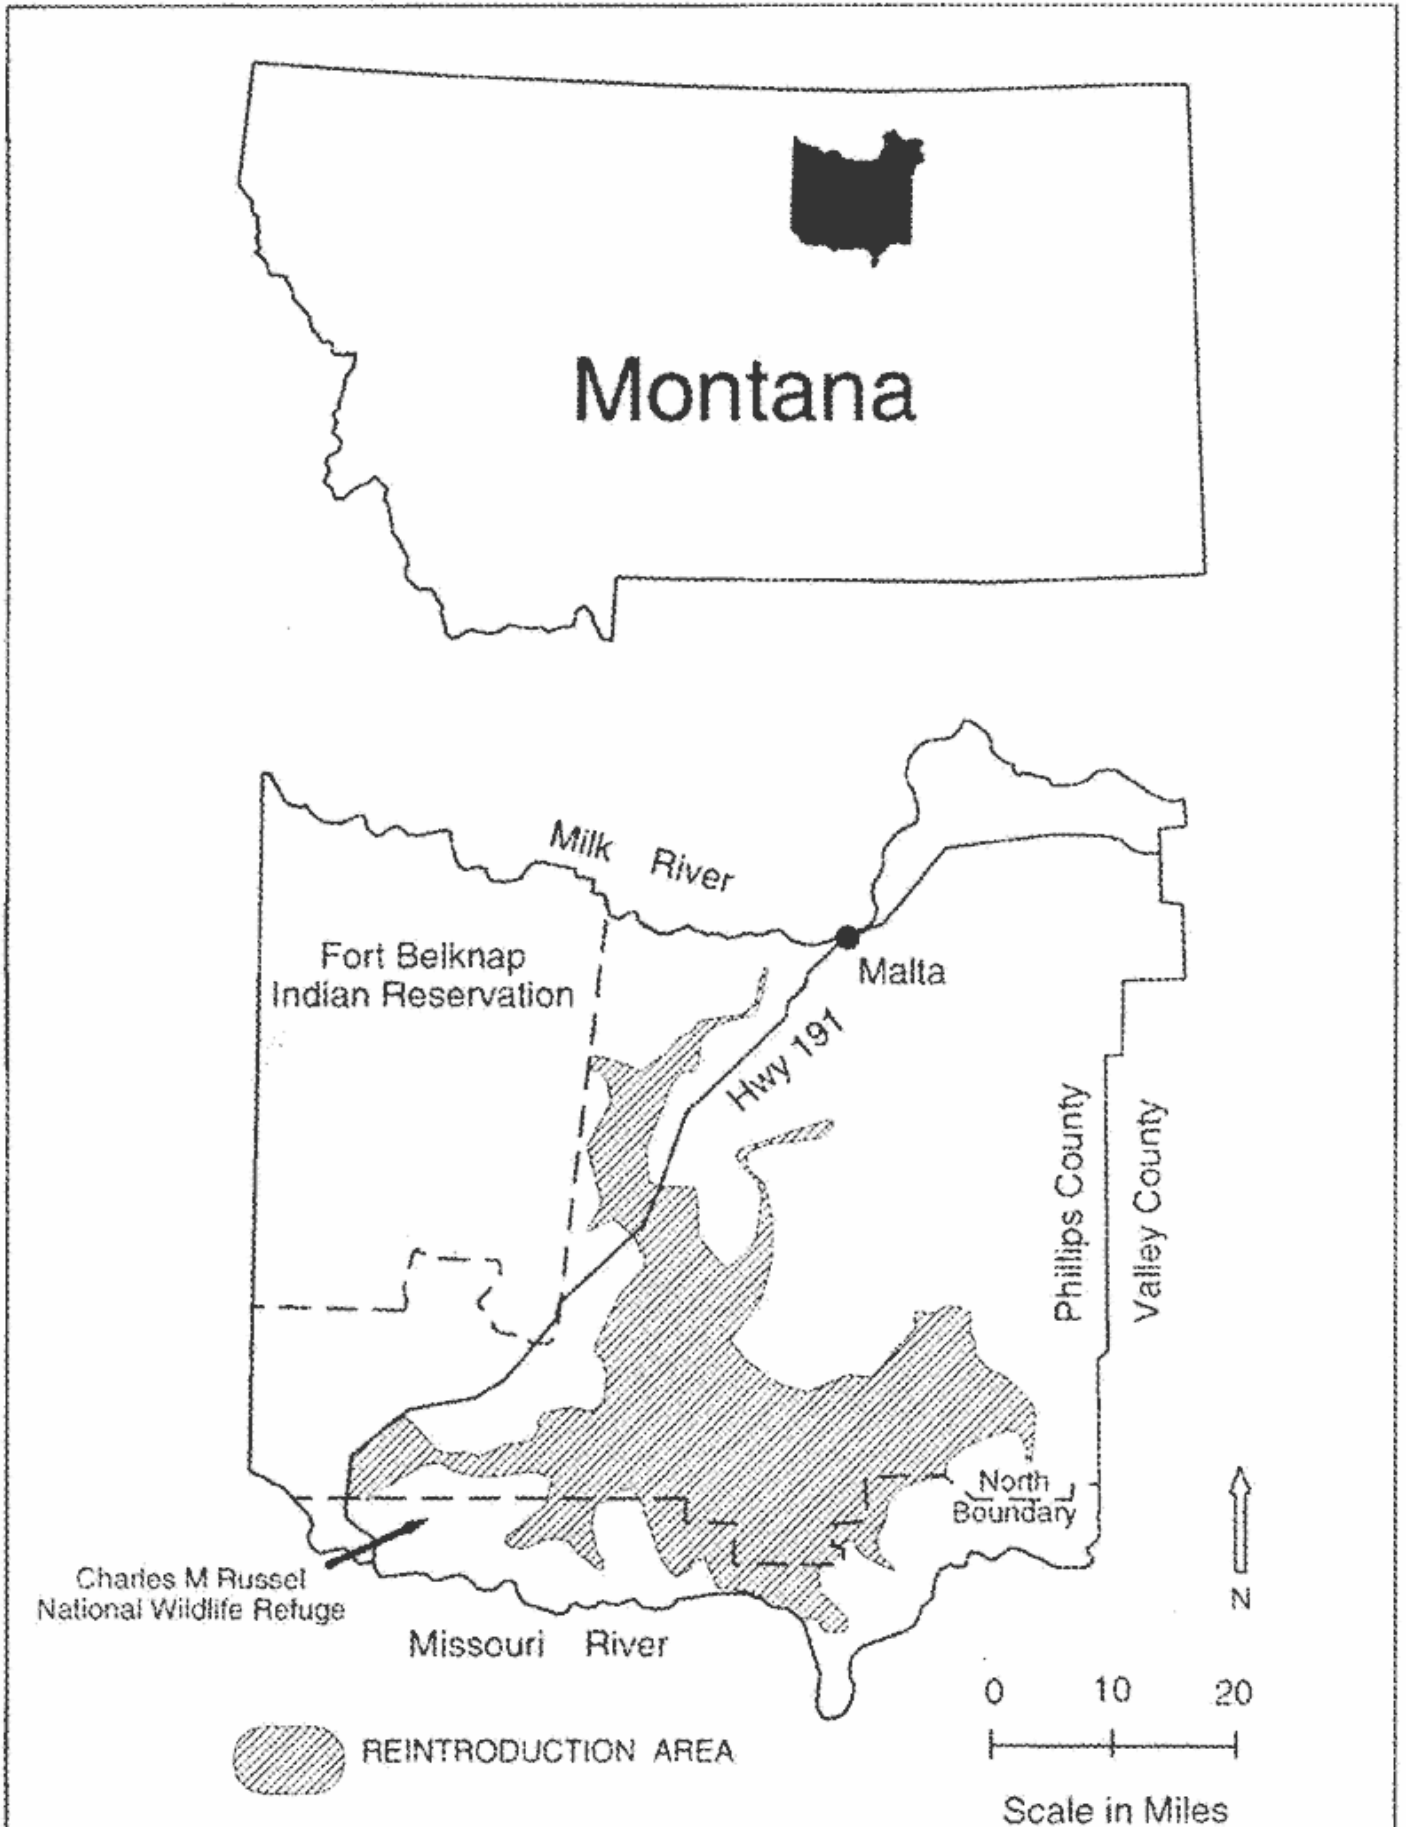 Montana
Milk River
Fort Belknap
Indian Reservation
Malta
Hwy 191
Phillips County
Valley County
North
Boundary
Charles M Russel
National Wildlife Refuge
Missouri River
N
0 10 20
REINTRODUCTION AREA
Scale in Miles